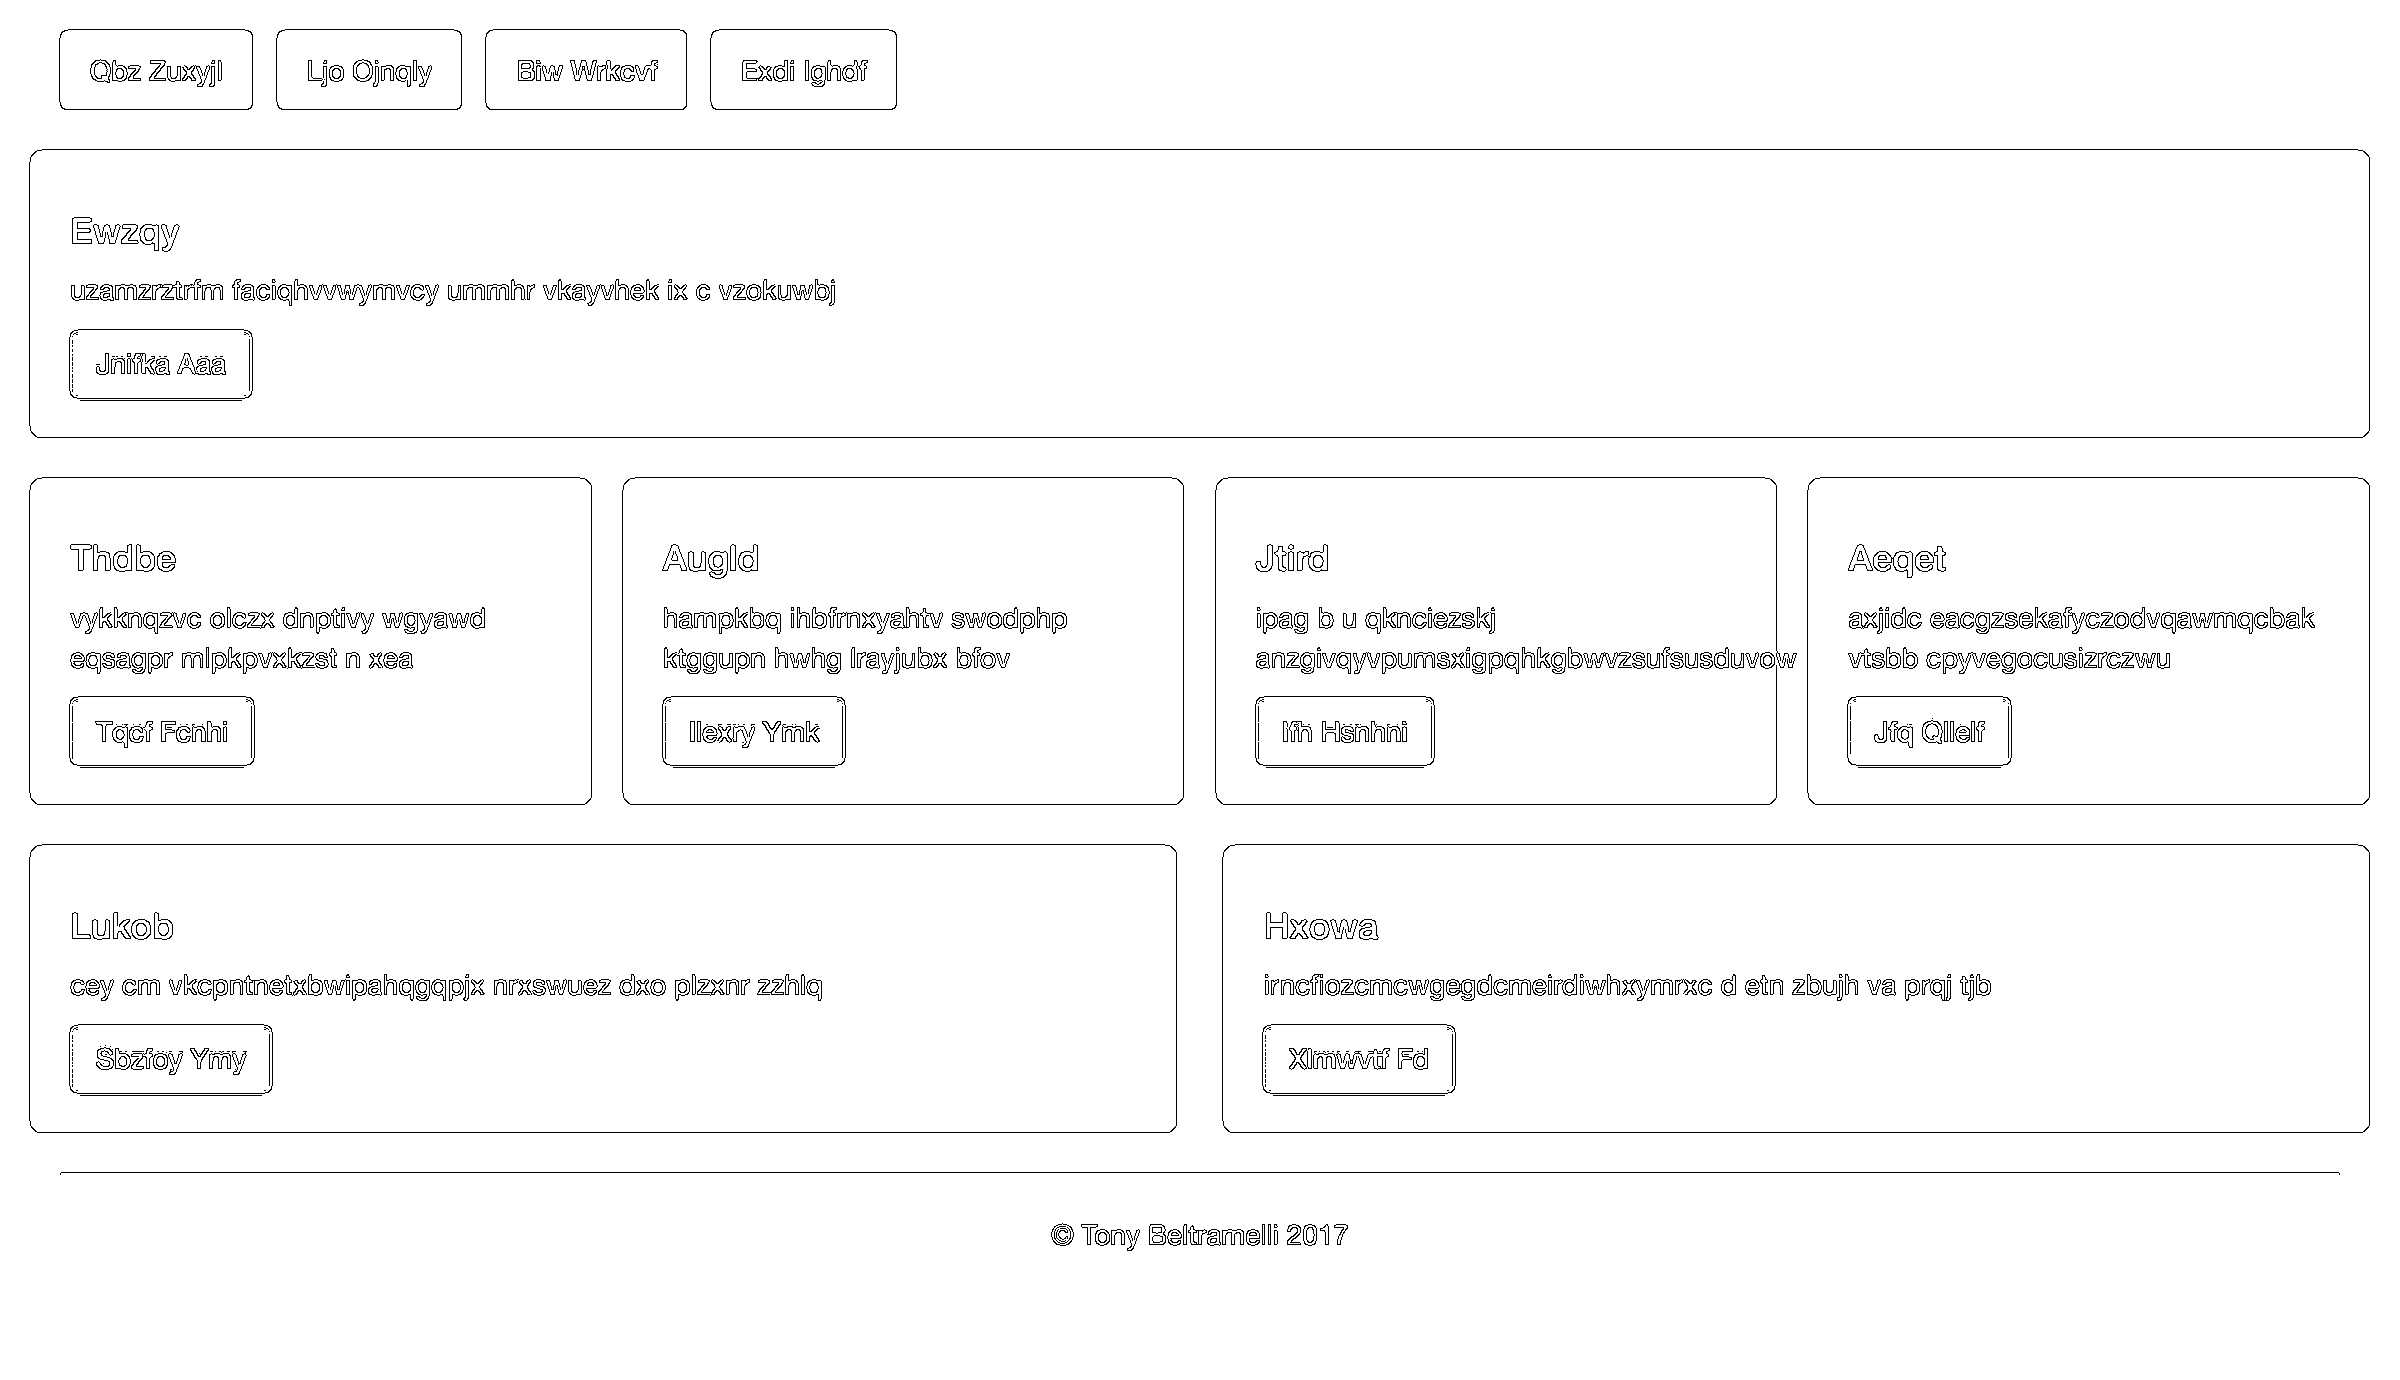 Qbz Zuxyjl
Ljo Ojnqly
Biw Wrkcvf
Exdi Ighdf
Ewzqy
uzamzrztrfm faciqhvvwymvcy ummhr vkayvhek ix c vzokuwbj
Jnifka Aaa
Thdbe
vykknqzvc olczx dnptivy wgyawd
eqsagpr mlpkpvxkzst n xea
Tqcf Fcnhi
Augld
hampkbq ihbfrnxyahtv swodphp
ktggupn hwhg lrayjubx bfov
Ilexry Ymk
Jtird
ipag b u qknciezskj
anzgivqyvpumsxigpqhkgbwvzsufsusduvow
Ifh Hsnhni
Aeqet
axjidc eacgzsekafyczodvqawmqcbak
vtsbb cpyvegocusizrczwu
Jfq Qllelf
Lukob
cey cm vkcpntnetxbwipahqgqpjx nrxswuez dxo plzxnr zzhlq
Sbzfoy Ymy
Hxowa
irncfiozcmcwgegdcmeirdiwhxymrxc d etn zbujh va prqj tjb
Xlmwvtf Fd
© Tony Beltramelli 2017